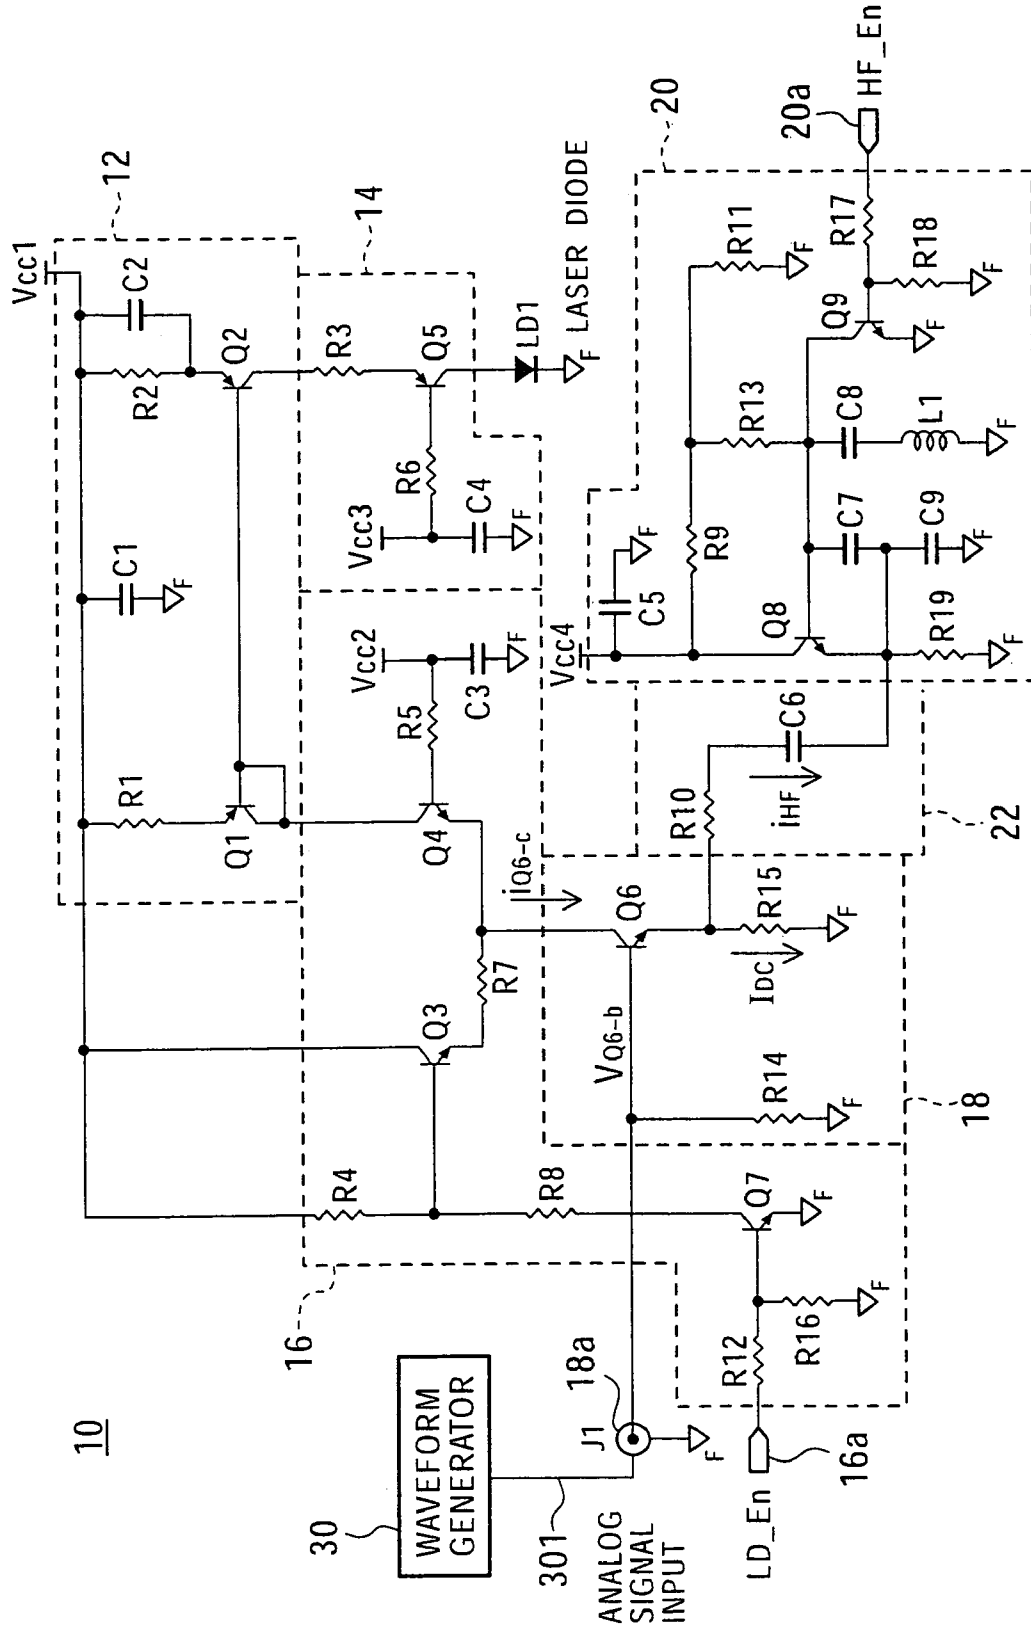 10
30
WAVEFORM
GENERATOR
301
ANALOG
SIGNAL
INPUT
J1
18a
F
LD_En
16a
16
R12
R16
F
Q7
F
R4
R8
Q3
R7
VQ6-b
R14
F
18
iQ6-c
Q6
R15
F
IDC
R10
iHF
C6
22
12
Vcc1
R1
Q1
C1
F
R2
C2
Q2
Q4
R5
Vcc2
C3
F
14
R3
Q5
R6
Vcc3
C4
F
LD1
F
LASER DIODE
20
Vcc4
C5
F
R9
R11
F
R13
Q8
C7
C9
F
R19
F
C8
L1
F
Q9
F
R17
R18
F
20a
HF_En